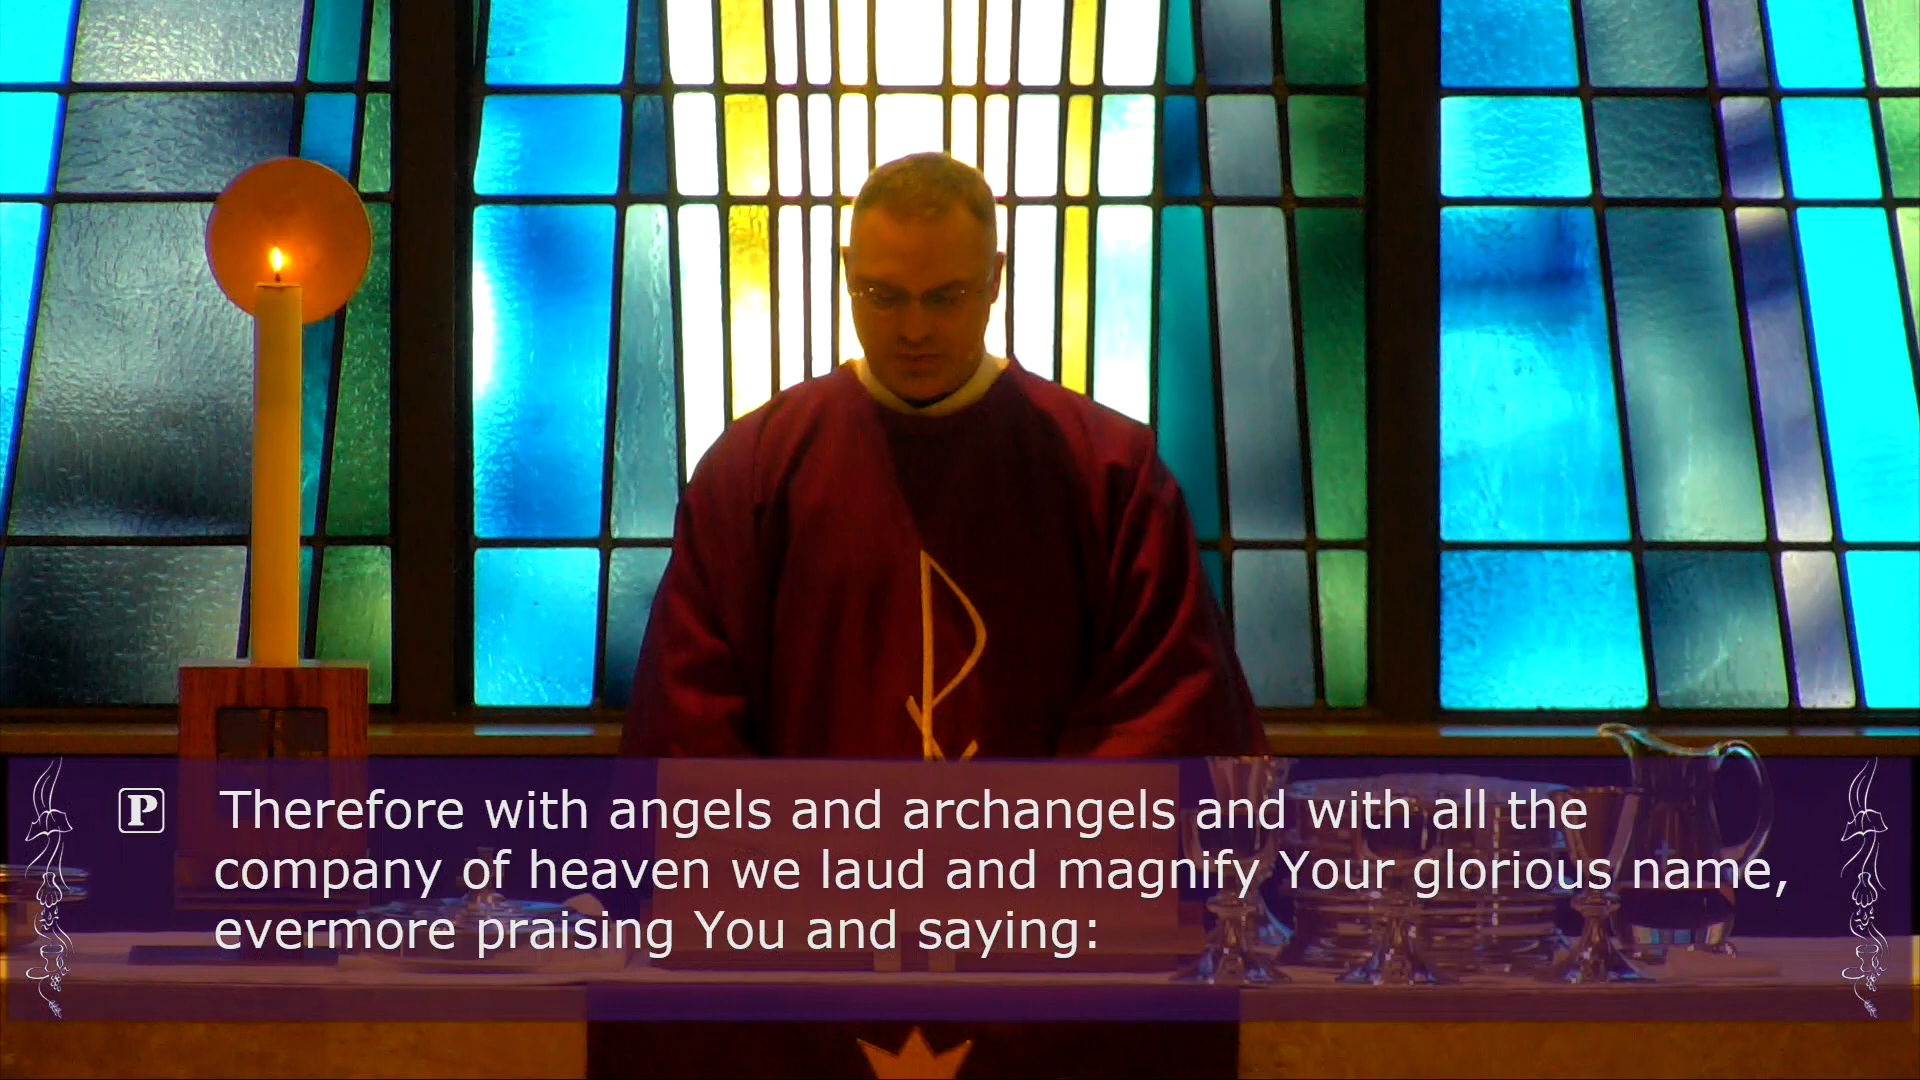 P Therefore with angels and archangels and with all the
company of heaven we laud and magnify Your glorious name,
evermore praising You and saying: